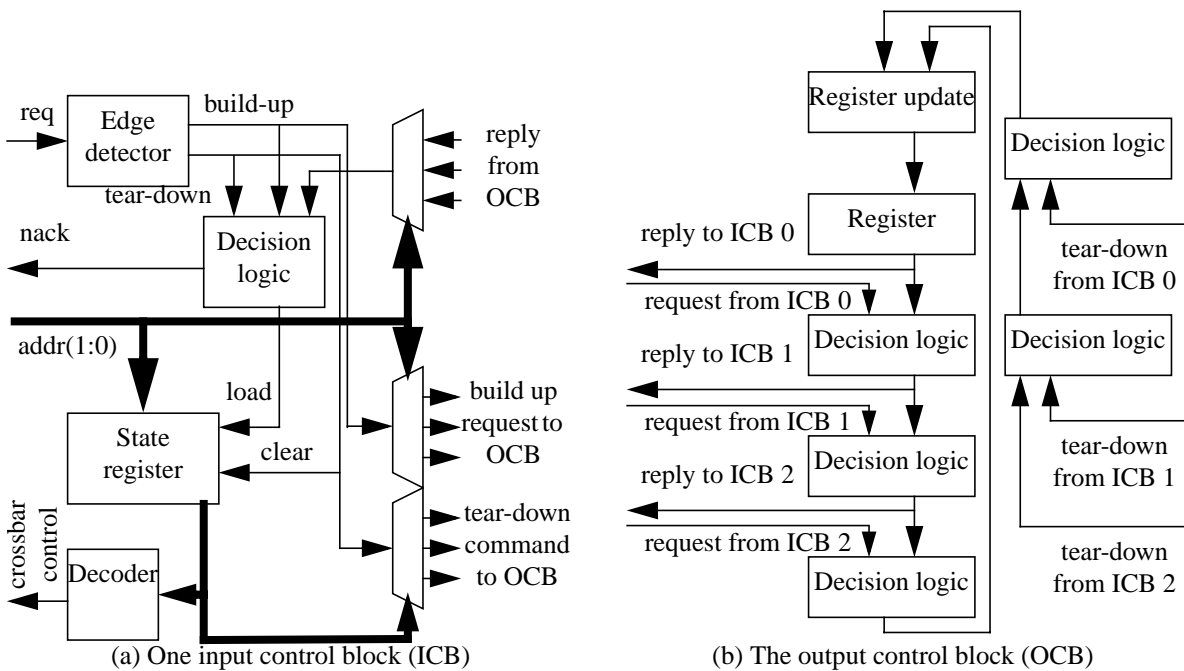 req
Edge
detector
build-up
tear-down
reply
from
OCB
nack
Decision
logic
addr(1:0)
load
clear
State
register
build up
request to
OCB
tear-down
command
to OCB
crossbar
control
Decoder
(a) One input control block (ICB)
Register update
Register
reply to ICB 0
request from ICB 0
Decision logic
reply to ICB 1
request from ICB 1
Decision logic
reply to ICB 2
request from ICB 2
Decision logic
Decision logic
tear-down
from ICB 0
Decision logic
tear-down
from ICB 1
tear-down
from ICB 2
(b) The output control block (OCB)